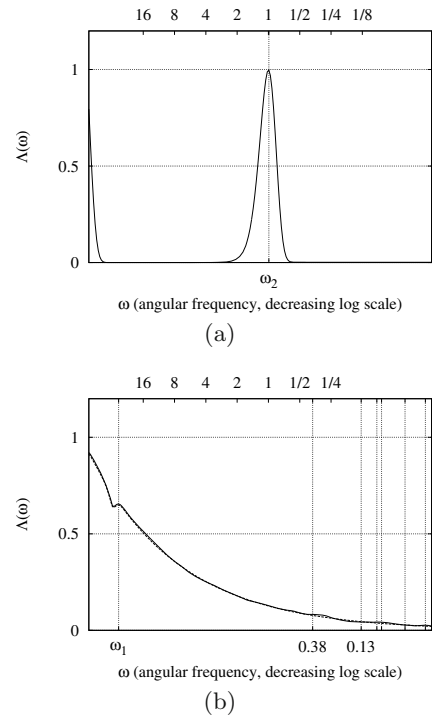 16 8 4 2 1 1/2 1/4 1/8
1
0.5
0
Λ(ω)
ω₂
ω (angular frequency, decreasing log scale)
(a)
16 8 4 2 1 1/2 1/4
1
0.5
0
Λ(ω)
ω₁ 0.38 0.13
ω (angular frequency, decreasing log scale)
(b)